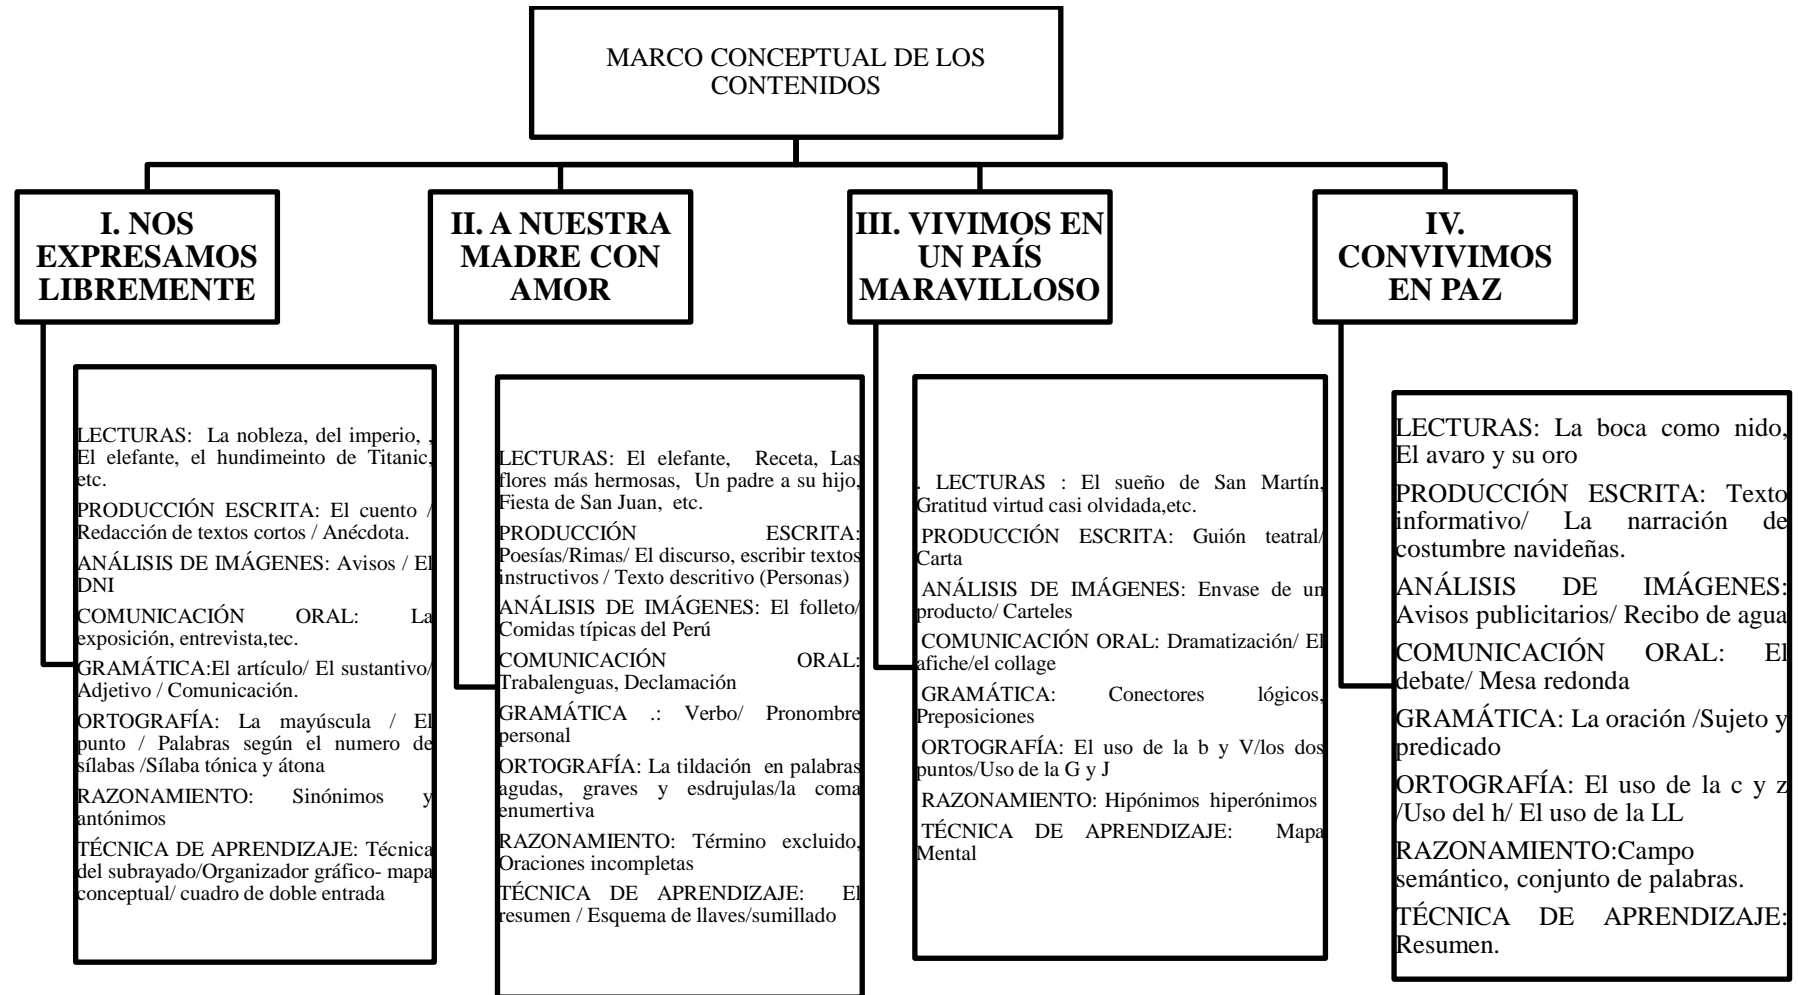 MARCO CONCEPTUAL DE LOS
CONTENIDOS
I. NOS
EXPRESAMOS
LIBREMENTE
II. A NUESTRA
MADRE CON
AMOR
III. VIVIMOS EN
UN PAÍS
MARAVILLOSO
IV.
CONVIVIMOS
EN PAZ
LECTURAS: La nobleza, del imperio, ,
El elefante, el hundimeinto de Titanic,
etc.
PRODUCCIÓN ESCRITA: El cuento /
Redacción de textos cortos / Anécdota.
ANÁLISIS DE IMÁGENES: Avisos / El
DNI
COMUNICACIÓN ORAL: La
exposición, entrevista,tec.
GRAMÁTICA:El artículo/ El sustantivo/
Adjetivo / Comunicación.
ORTOGRAFÍA: La mayúscula / El
punto / Palabras según el numero de
sílabas /Sílaba tónica y átona
RAZONAMIENTO: Sinónimos y
antónimos
TÉCNICA DE APRENDIZAJE: Técnica
del subrayado/Organizador gráfico- mapa
conceptual/ cuadro de doble entrada
LECTURAS: El elefante, Receta, Las
flores más hermosas, Un padre a su hijo,
Fiesta de San Juan, etc.
PRODUCCIÓN ESCRITA:
Poesías/Rimas/ El discurso, escribir textos
instructivos / Texto descritivo (Personas)
ANÁLISIS DE IMÁGENES: El folleto/
Comidas típicas del Perú
COMUNICACIÓN ORAL:
Trabalenguas, Declamación
GRAMÁTICA .: Verbo/ Pronombre
personal
ORTOGRAFÍA: La tildación en palabras
agudas, graves y esdrujulas/la coma
enumertiva
RAZONAMIENTO: Término excluido,
Oraciones incompletas
TÉCNICA DE APRENDIZAJE: El
resumen / Esquema de llaves/sumillado
. LECTURAS : El sueño de San Martín,
Gratitud virtud casi olvidada,etc.
PRODUCCIÓN ESCRITA: Guión teatral/
Carta
ANÁLISIS DE IMÁGENES: Envase de un
producto/ Carteles
COMUNICACIÓN ORAL: Dramatización/ El
afiche/el collage
GRAMÁTICA: Conectores lógicos,
Preposiciones
ORTOGRAFÍA: El uso de la b y V/los dos
puntos/Uso de la G y J
RAZONAMIENTO: Hipónimos hiperónimos
TÉCNICA DE APRENDIZAJE: Mapa
Mental
LECTURAS: La boca como nido,
El avaro y su oro
PRODUCCIÓN ESCRITA: Texto
informativo/ La narración de
costumbre navideñas.
ANÁLISIS DE IMÁGENES:
Avisos publicitarios/ Recibo de agua
COMUNICACIÓN ORAL: El
debate/ Mesa redonda
GRAMÁTICA: La oración /Sujeto y
predicado
ORTOGRAFÍA: El uso de la c y z
/Uso del h/ El uso de la LL
RAZONAMIENTO:Campo
semántico, conjunto de palabras.
TÉCNICA DE APRENDIZAJE:
Resumen.